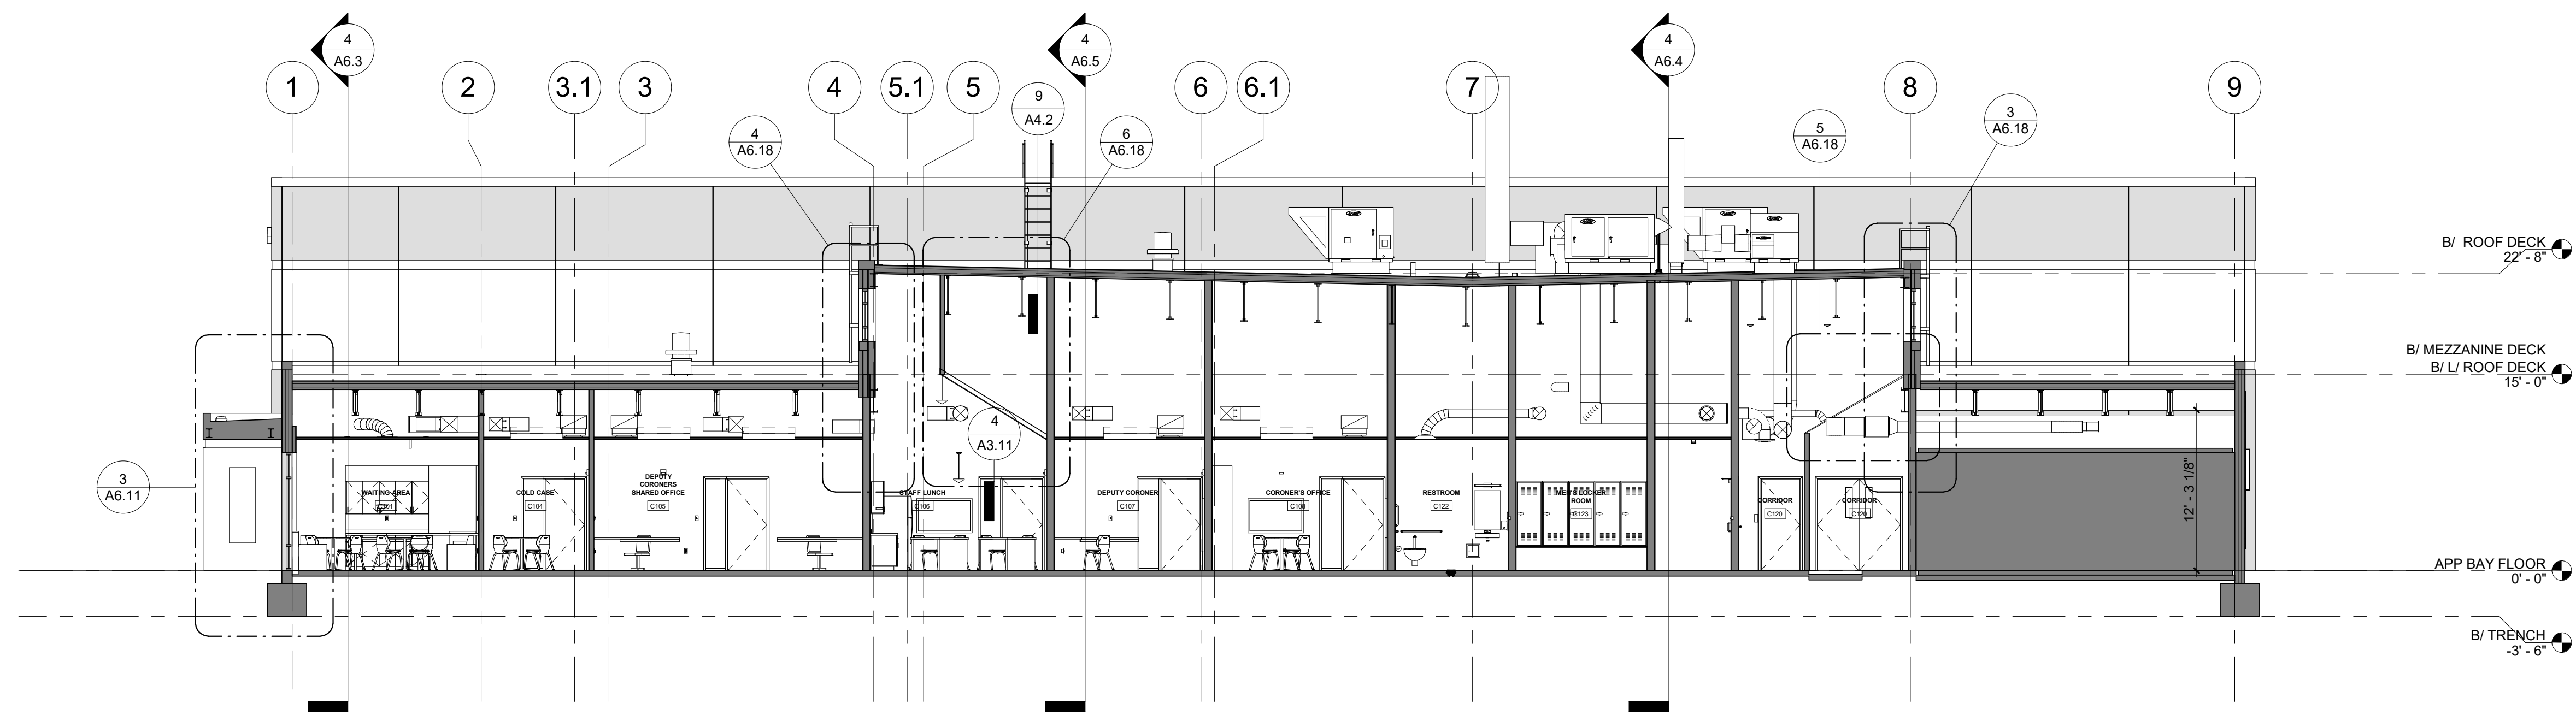 4
A6.3
4
A6.5
4
A6.4
1
2
3.1
3
4
5.1
5
6
6.1
7
8
9
9
A4.2
3
A6.18
4
A6.18
6
A6.18
5
A6.18
B/ ROOF DECK
22' - 8"
B/ MEZZANINE DECK
B/ L/ ROOF DECK
15' - 0"
4
A3.11
3
A6.11
WAITING AREA
COLD CASE
C104
DEPUTY
CORONERS
SHARED OFFICE
C105
STAFF LUNCH
C106
DEPUTY CORONER
C107
CORONER'S OFFICE
C108
RESTROOM
C122
MEN'S LOCKER
ROOM
C123
CORRIDOR
C120
CORRIDOR
C120
12' - 3 1/8"
APP BAY FLOOR
0' - 0"
B/ TRENCH
-3' - 6"